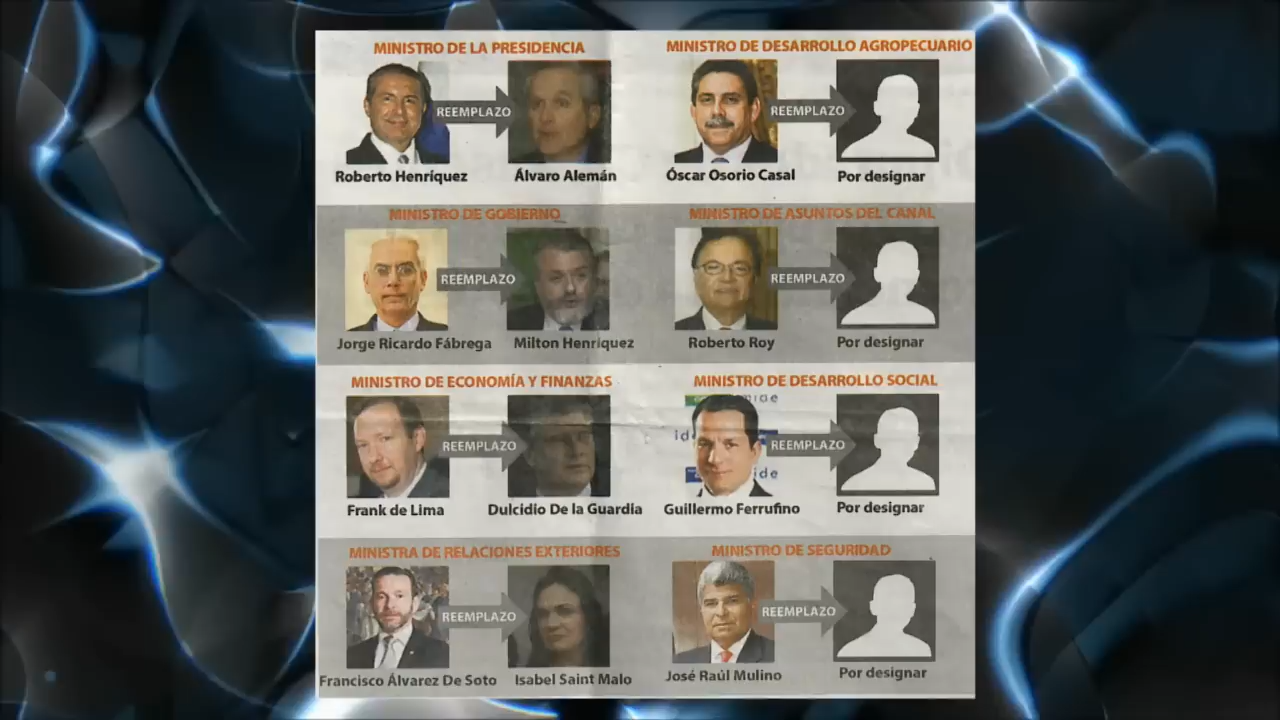 MINISTRO DE LA PRESIDENCIA
REEMPLAZO
Roberto Henríquez
Álvaro Alemán
MINISTRO DE DESARROLLO AGROPECUARIO
REEMPLAZO
Óscar Osorio Casal
Por designar
MINISTRO DE GOBIERNO
REEMPLAZO
Jorge Ricardo Fábrega
Milton Henríquez
MINISTRO DE ASUNTOS DEL CANAL
REEMPLAZO
Roberto Roy
Por designar
MINISTRO DE ECONOMÍA Y FINANZAS
REEMPLAZO
Frank de Lima
Dulcidio De la Guardia
MINISTRO DE DESARROLLO SOCIAL
REEMPLAZO
Guillermo Ferrufino
Por designar
MINISTRA DE RELACIONES EXTERIORES
REEMPLAZO
Francisco Álvarez De Soto
Isabel Saint Malo
MINISTRO DE SEGURIDAD
REEMPLAZO
José Raúl Mulino
Por designar